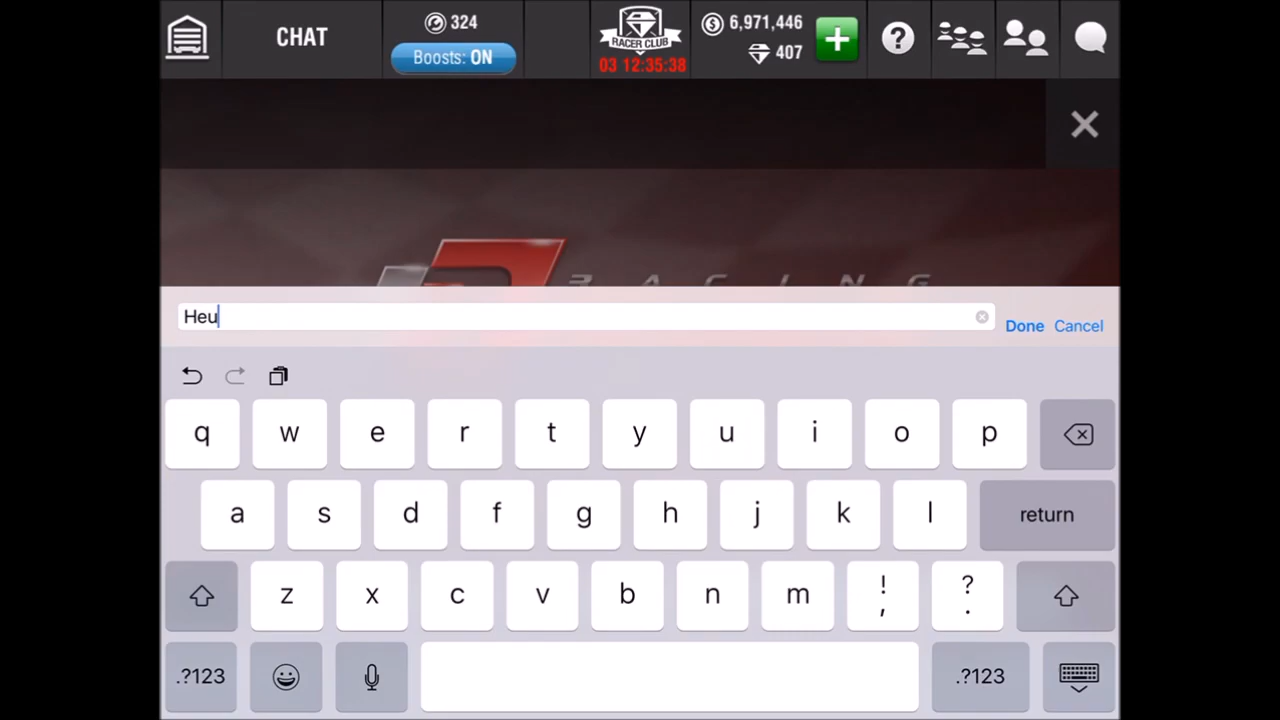 CHAT
324
Boosts: ON
RACER CLUB
03 12:35:38
6,971,446
407
RACING
Heu
Done Cancel
q w e r t y u i o p
a s d f g h j k l return
z x c v b n m ! , ? .
.?123 .?123